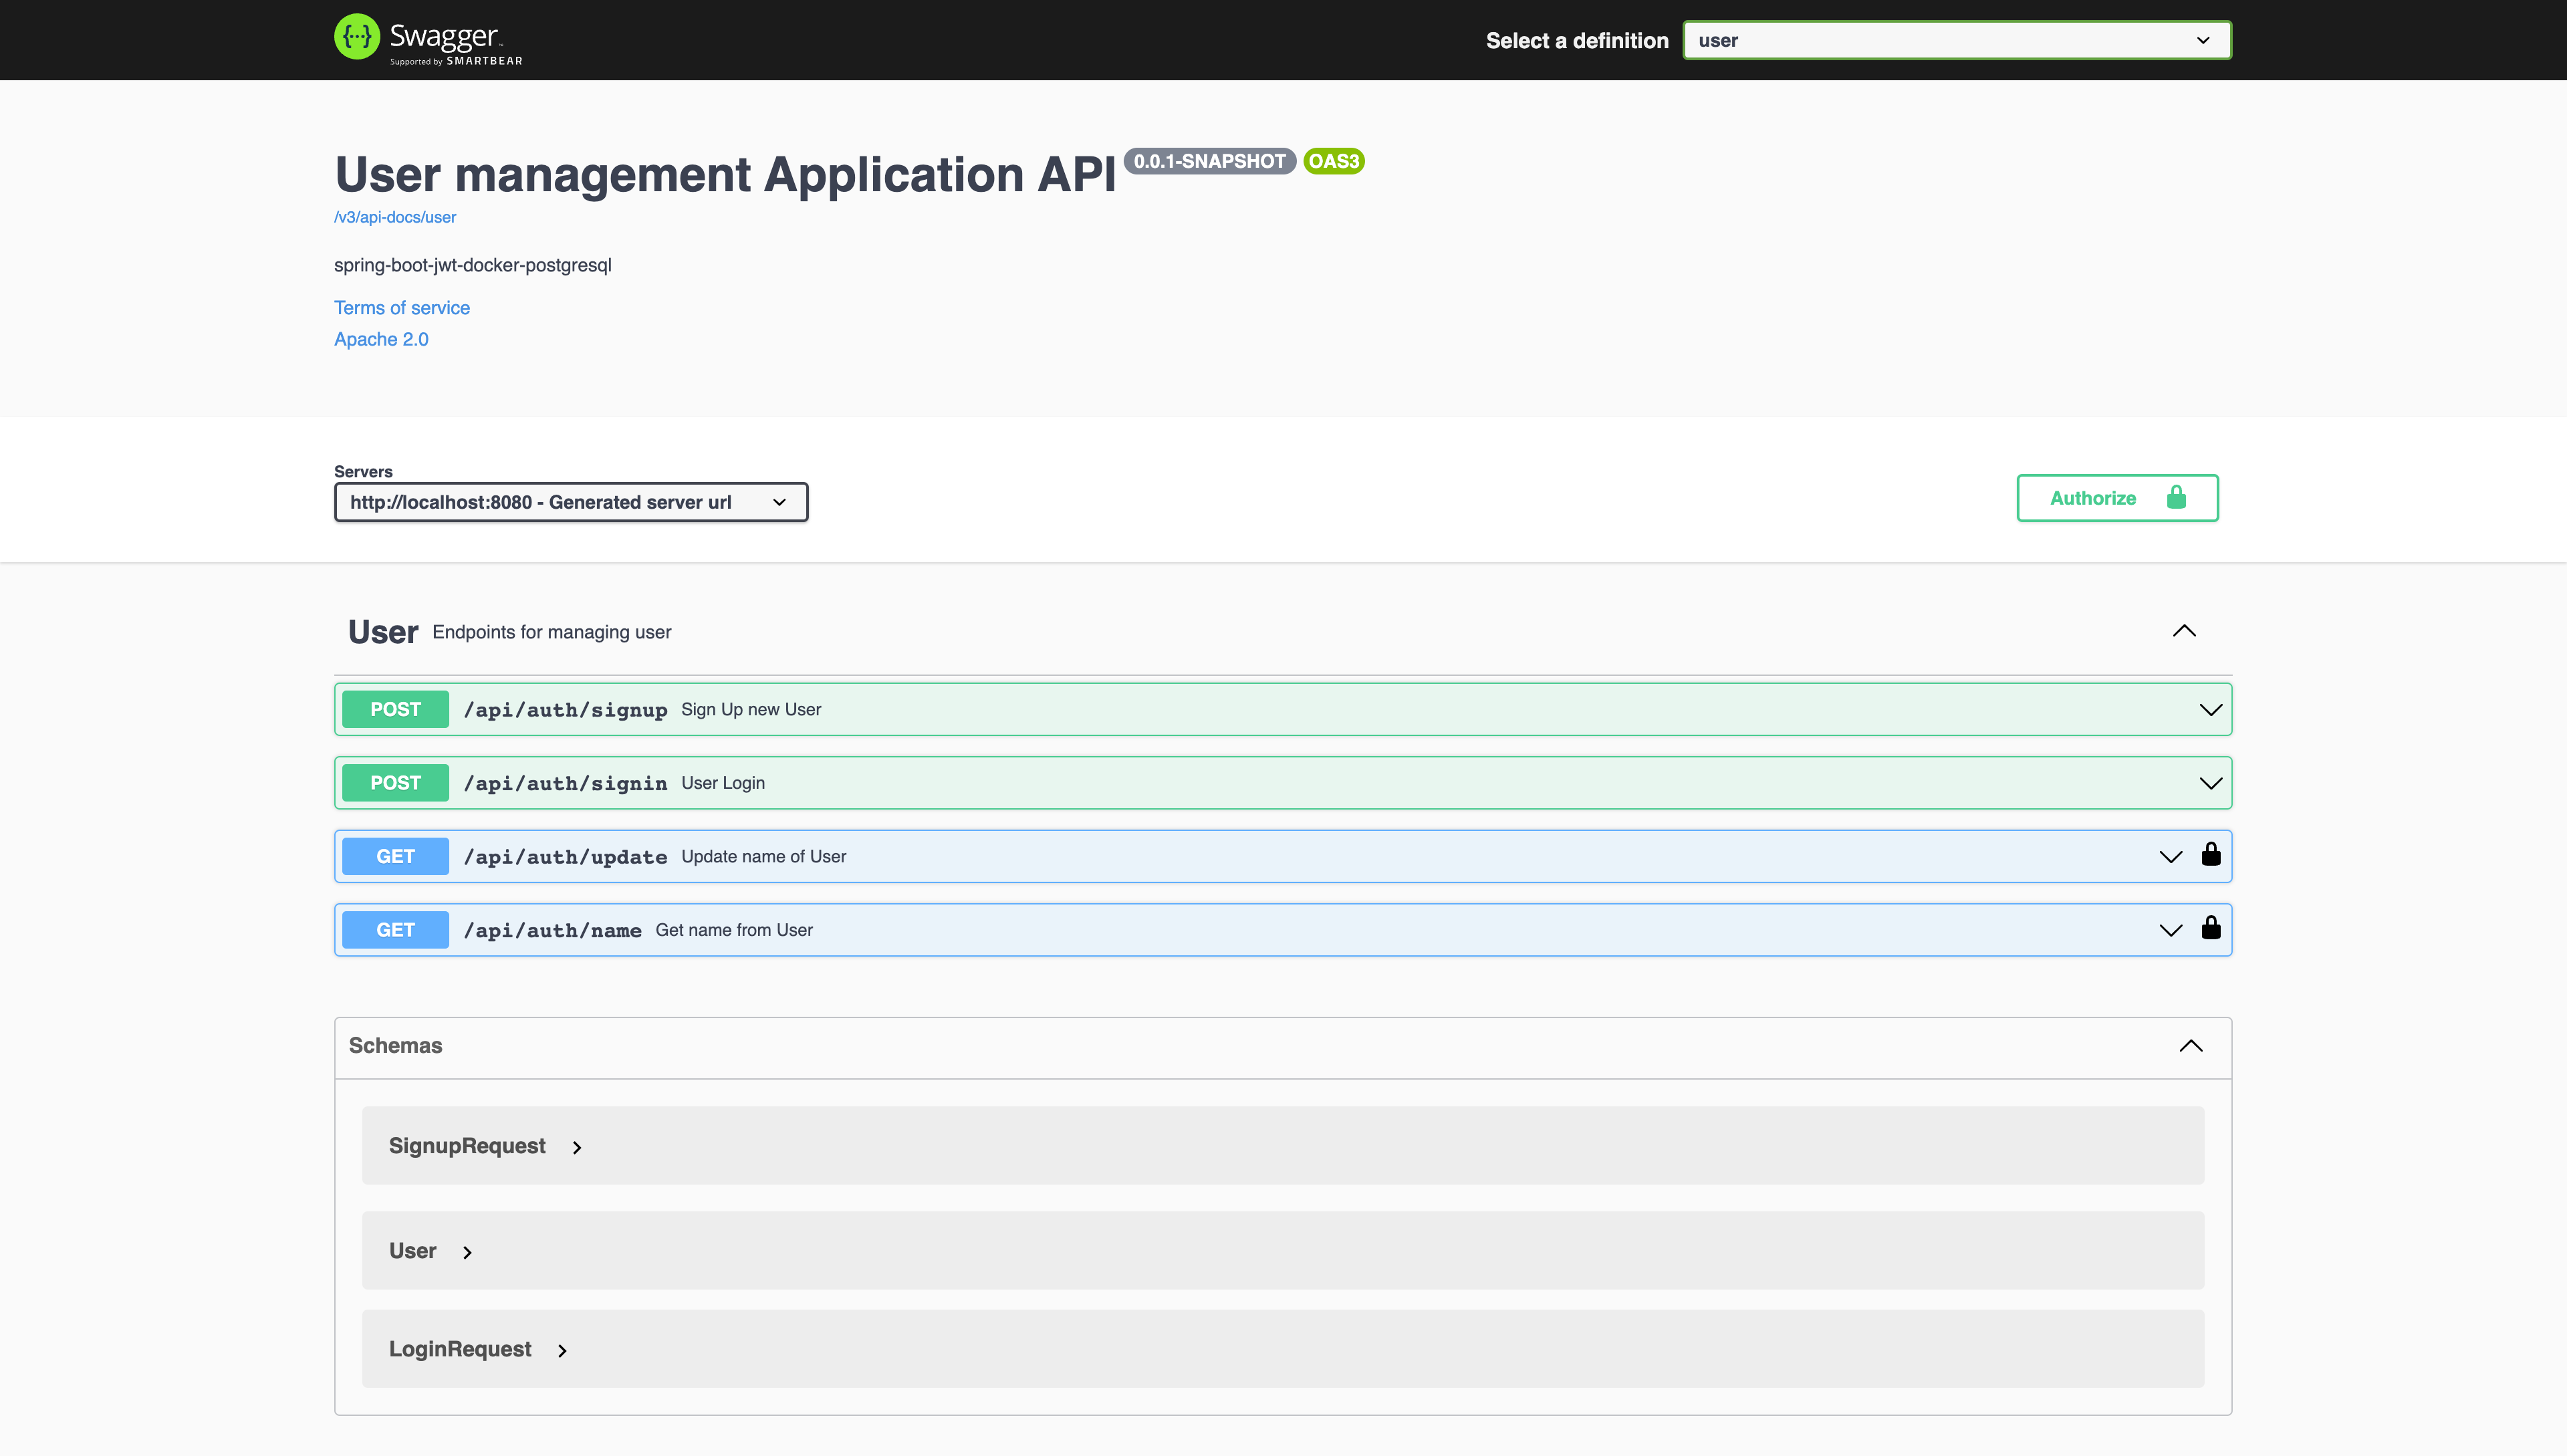 {···} Swagger™
Supported by SMARTBEAR
Select a definition user
User management Application API 0.0.1-SNAPSHOT OAS3
/v3/api-docs/user
spring-boot-jwt-docker-postgresql
Terms of service
Apache 2.0
Servers
http://localhost:8080 - Generated server url
Authorize
User Endpoints for managing user
POST /api/auth/signup Sign Up new User
POST /api/auth/signin User Login
GET /api/auth/update Update name of User
GET /api/auth/name Get name from User
Schemas
SignupRequest
User
LoginRequest